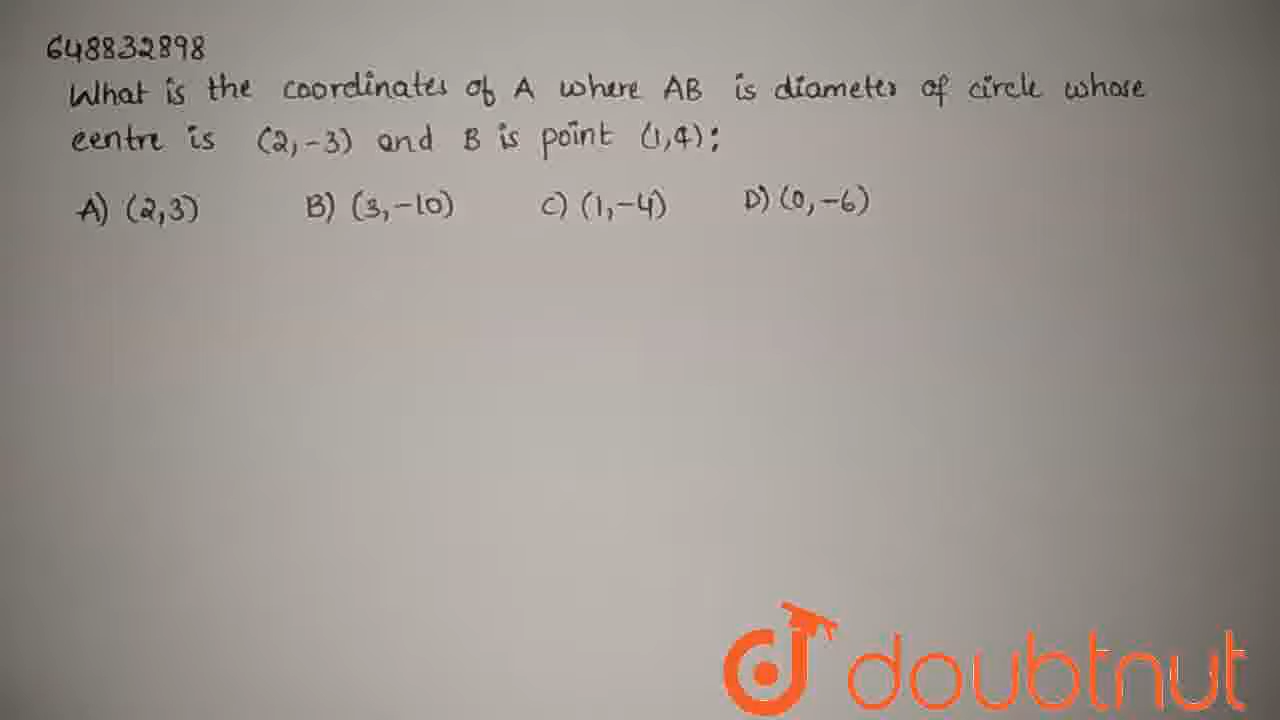 648832898
What is the coordinates of A where AB is diameter of circle whose
centre is (2,-3) and B is point (1,4):
A) (2,3) B) (3,-10) C) (1,-4) D) (0,-6)
doubtnut